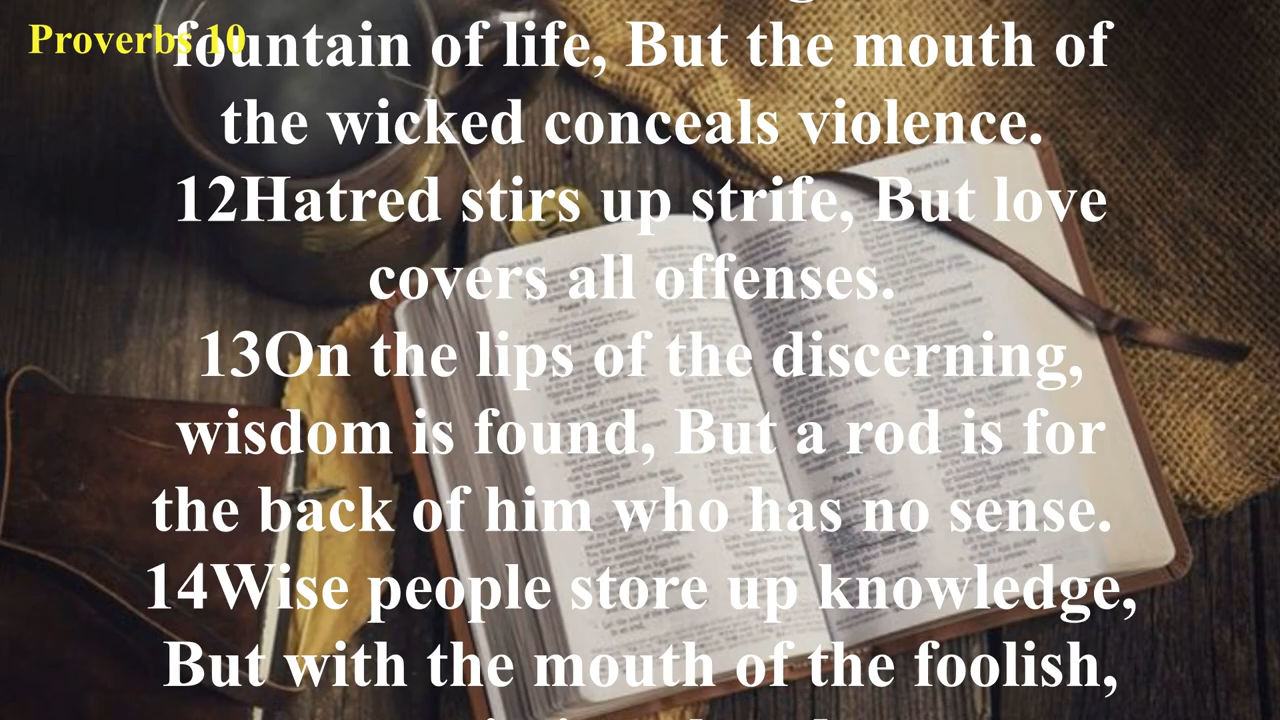 Proverbs 10
fountain of life, But the mouth of
the wicked conceals violence.
12Hatred stirs up strife, But love
covers all offenses.
13On the lips of the discerning,
wisdom is found, But a rod is for
the back of him who has no sense.
14Wise people store up knowledge,
But with the mouth of the foolish,